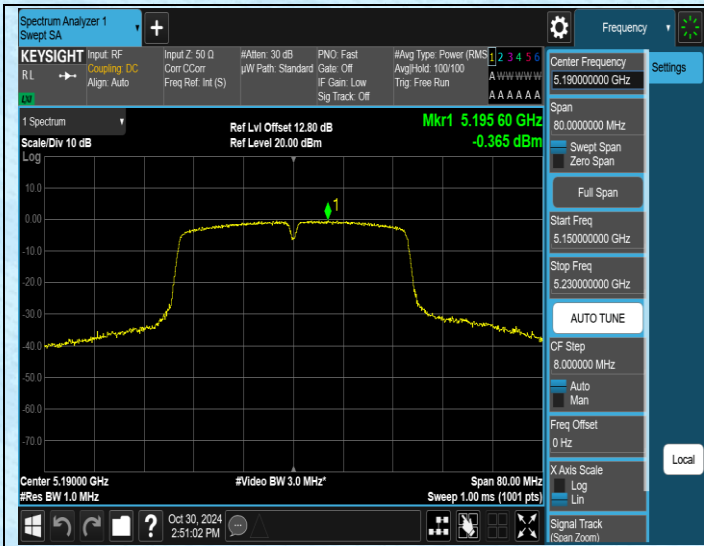 Spectrum Analyzer 1
Swept SA
+
Frequency
KEYSIGHT
RL
LXI
Input: RF
Coupling: DC
Align: Auto
Input Z: 50 Ω
Corr CCorr
Freq Ref: Int (S)
#Atten: 30 dB
µW Path: Standard
PNO: Fast
Gate: Off
IF Gain: Low
Sig Track: Off
#Avg Type: Power (RMS
Avg|Hold: 100/100
Trig: Free Run
1 2 3 4 5 6
A W W W W W
A A A A A A
1 Spectrum
Scale/Div 10 dB
Log
Ref Lvl Offset 12.80 dB
Ref Level 20.00 dBm
Mkr1 5.195 60 GHz
-0.365 dBm
1
10.0
0.00
-10.0
-20.0
-30.0
-40.0
-50.0
-60.0
-70.0
Center 5.19000 GHz
#Res BW 1.0 MHz
#Video BW 3.0 MHz*
Span 80.00 MHz
Sweep 1.00 ms (1001 pts)
Center Frequency
5.190000000 GHz
Span
80.0000000 MHz
Swept Span
Zero Span
Full Span
Start Freq
5.150000000 GHz
Stop Freq
5.230000000 GHz
AUTO TUNE
CF Step
8.000000 MHz
Auto
Man
Freq Offset
0 Hz
X Axis Scale
Log
Lin
Signal Track
(Span Zoom)
Settings
Local
?
Oct 30, 2024
2:51:02 PM